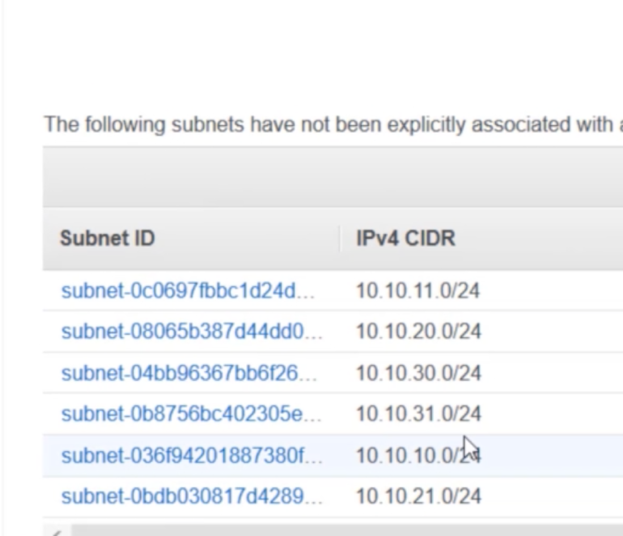 The following subnets have not been explicitly associated with
Subnet ID IPv4 CIDR
subnet-0c0697fbbc1d24d... 10.10.11.0/24
subnet-08065b387d44dd0... 10.10.20.0/24
subnet-04bb96367bb6f26... 10.10.30.0/24
subnet-0b8756bc402305e... 10.10.31.0/24
subnet-036f94201887380f... 10.10.10.0/24
subnet-0bdb030817d4289... 10.10.21.0/24